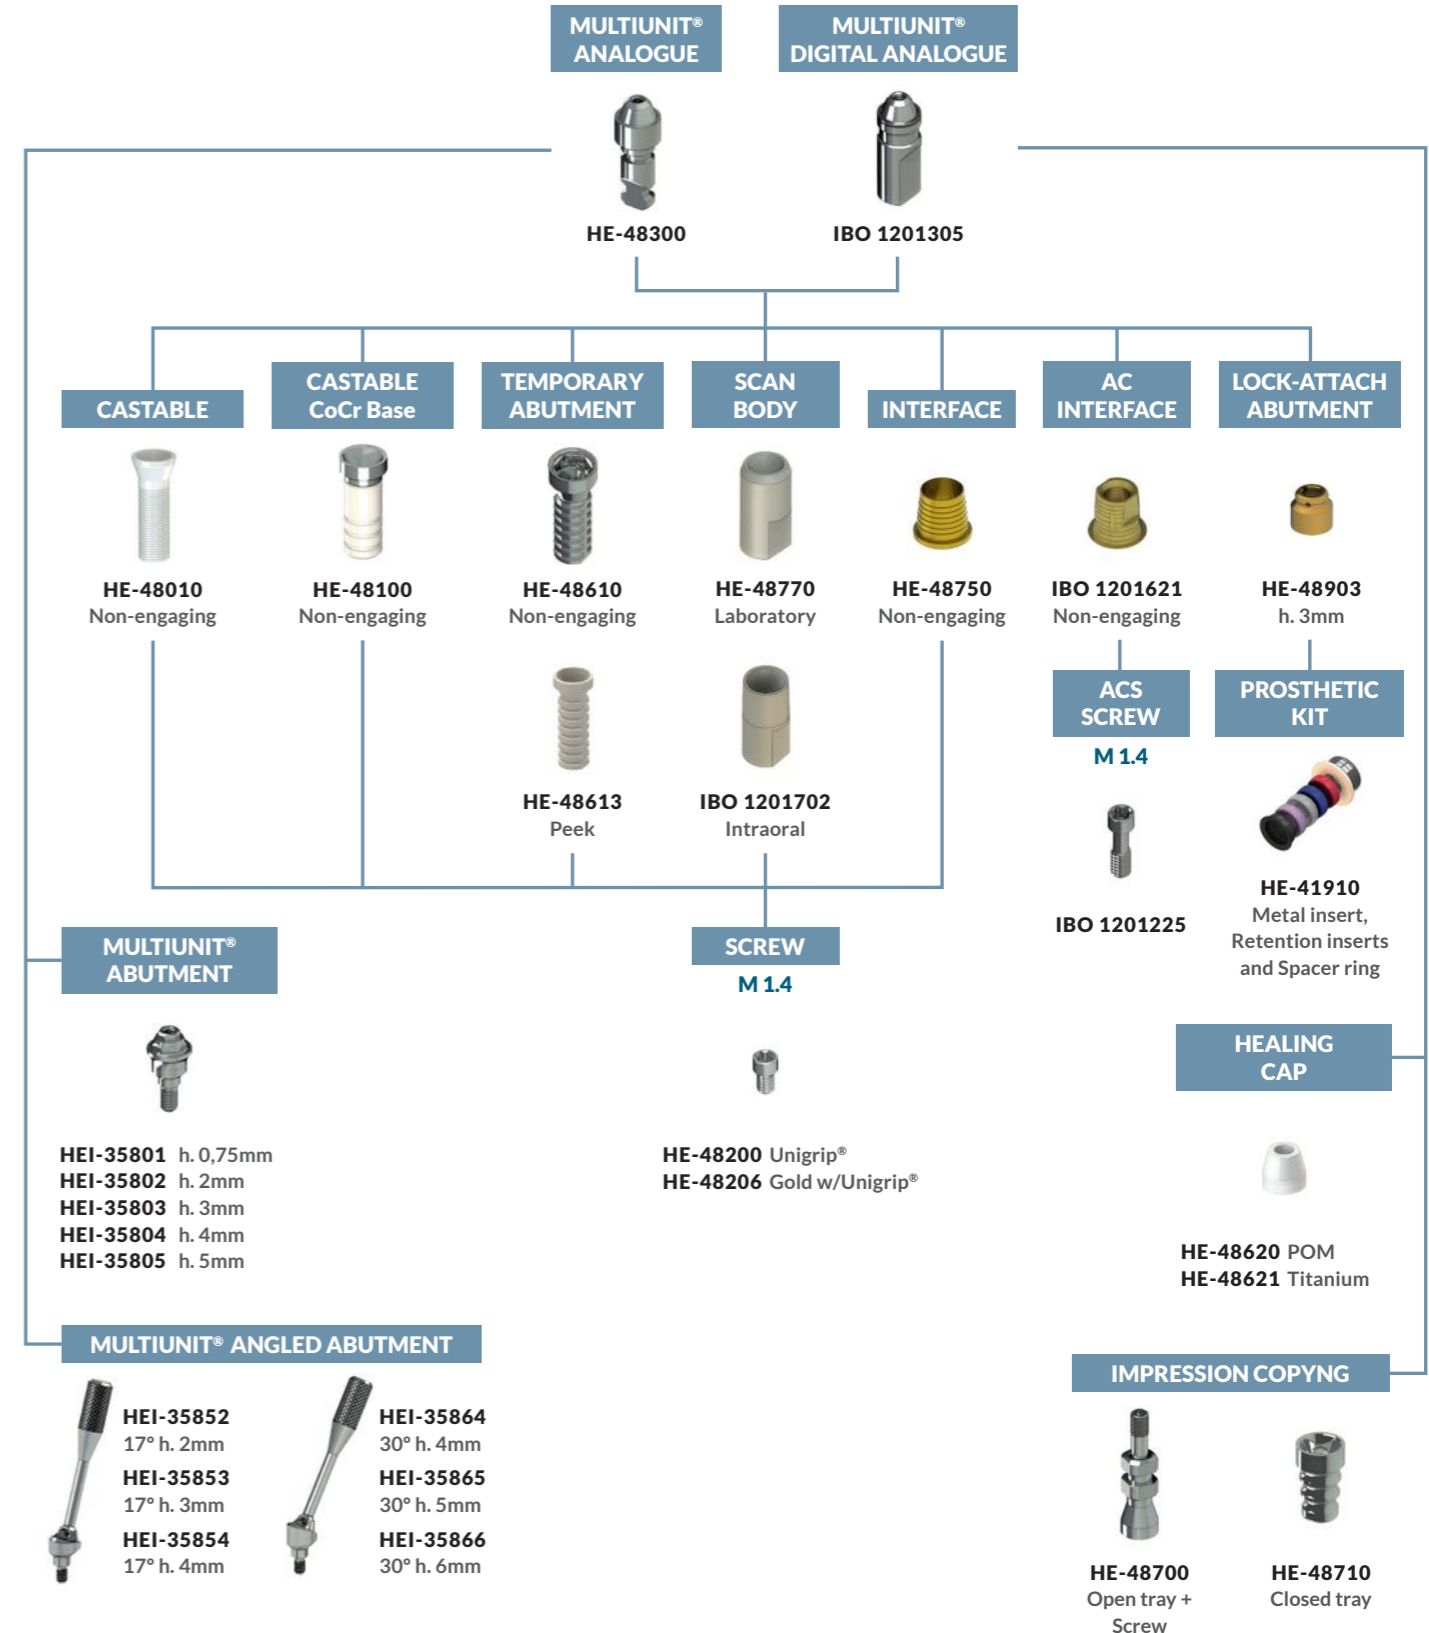 MULTIUNIT®
ANALOGUE
MULTIUNIT®
DIGITAL ANALOGUE
HE-48300
IBO 1201305
CASTABLE
CASTABLE
CoCr Base
TEMPORARY
ABUTMENT
SCAN
BODY
INTERFACE
AC
INTERFACE
LOCK-ATTACH
ABUTMENT
HE-48010
Non-engaging
HE-48100
Non-engaging
HE-48610
Non-engaging
HE-48770
Laboratory
HE-48750
Non-engaging
IBO 1201621
Non-engaging
HE-48903
h. 3mm
HE-48613
Peek
IBO 1201702
Intraoral
ACS
SCREW
M 1.4
IBO 1201225
PROSTHETIC
KIT
HE-41910
Metal insert,
Retention inserts
and Spacer ring
MULTIUNIT®
ABUTMENT
HEI-35801 h. 0,75mm
HEI-35802 h. 2mm
HEI-35803 h. 3mm
HEI-35804 h. 4mm
HEI-35805 h. 5mm
SCREW
M 1.4
HE-48200 Unigrip®
HE-48206 Gold w/Unigrip®
HEALING
CAP
HE-48620 POM
HE-48621 Titanium
MULTIUNIT® ANGLED ABUTMENT
HEI-35852
17° h. 2mm
HEI-35853
17° h. 3mm
HEI-35854
17° h. 4mm
HEI-35864
30° h. 4mm
HEI-35865
30° h. 5mm
HEI-35866
30° h. 6mm
IMPRESSION COPYNG
HE-48700
Open tray +
Screw
HE-48710
Closed tray